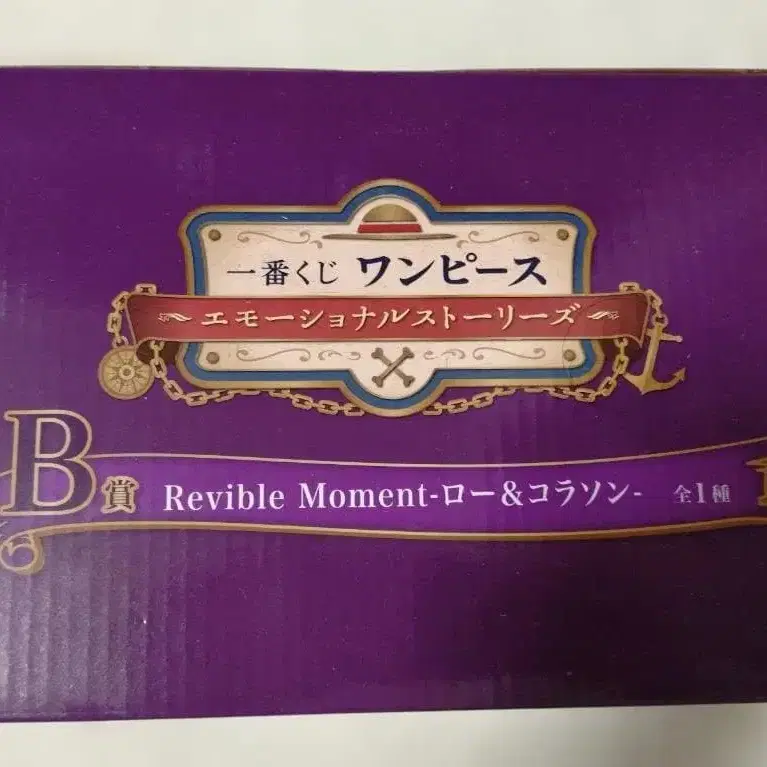 一番くじ ワンピース
エモーショナルストーリーズ
B賞 Revible Moment-ロー&コラソン- 全1種